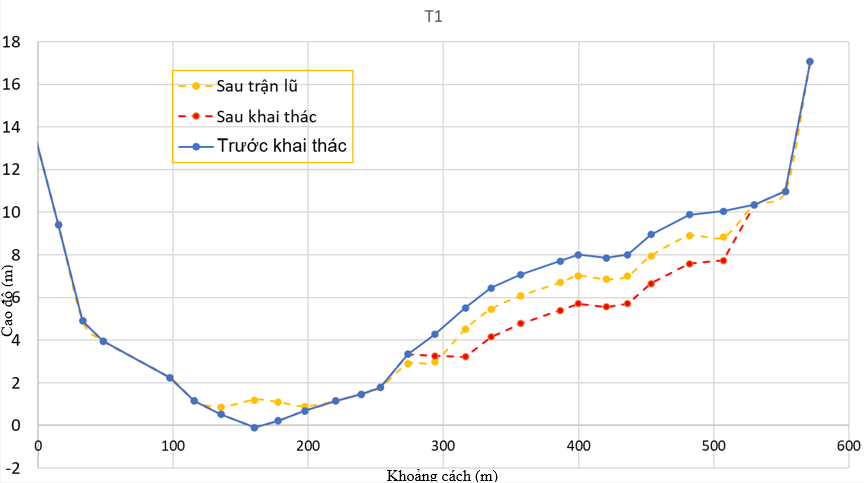 T1
18
16
14
12
10
8
6
4
2
0
-2
Cao độ (m)
Sau trận lũ
Sau khai thác
Trước khai thác
0 100 200 300 400 500 600
Khoảng cách (m)